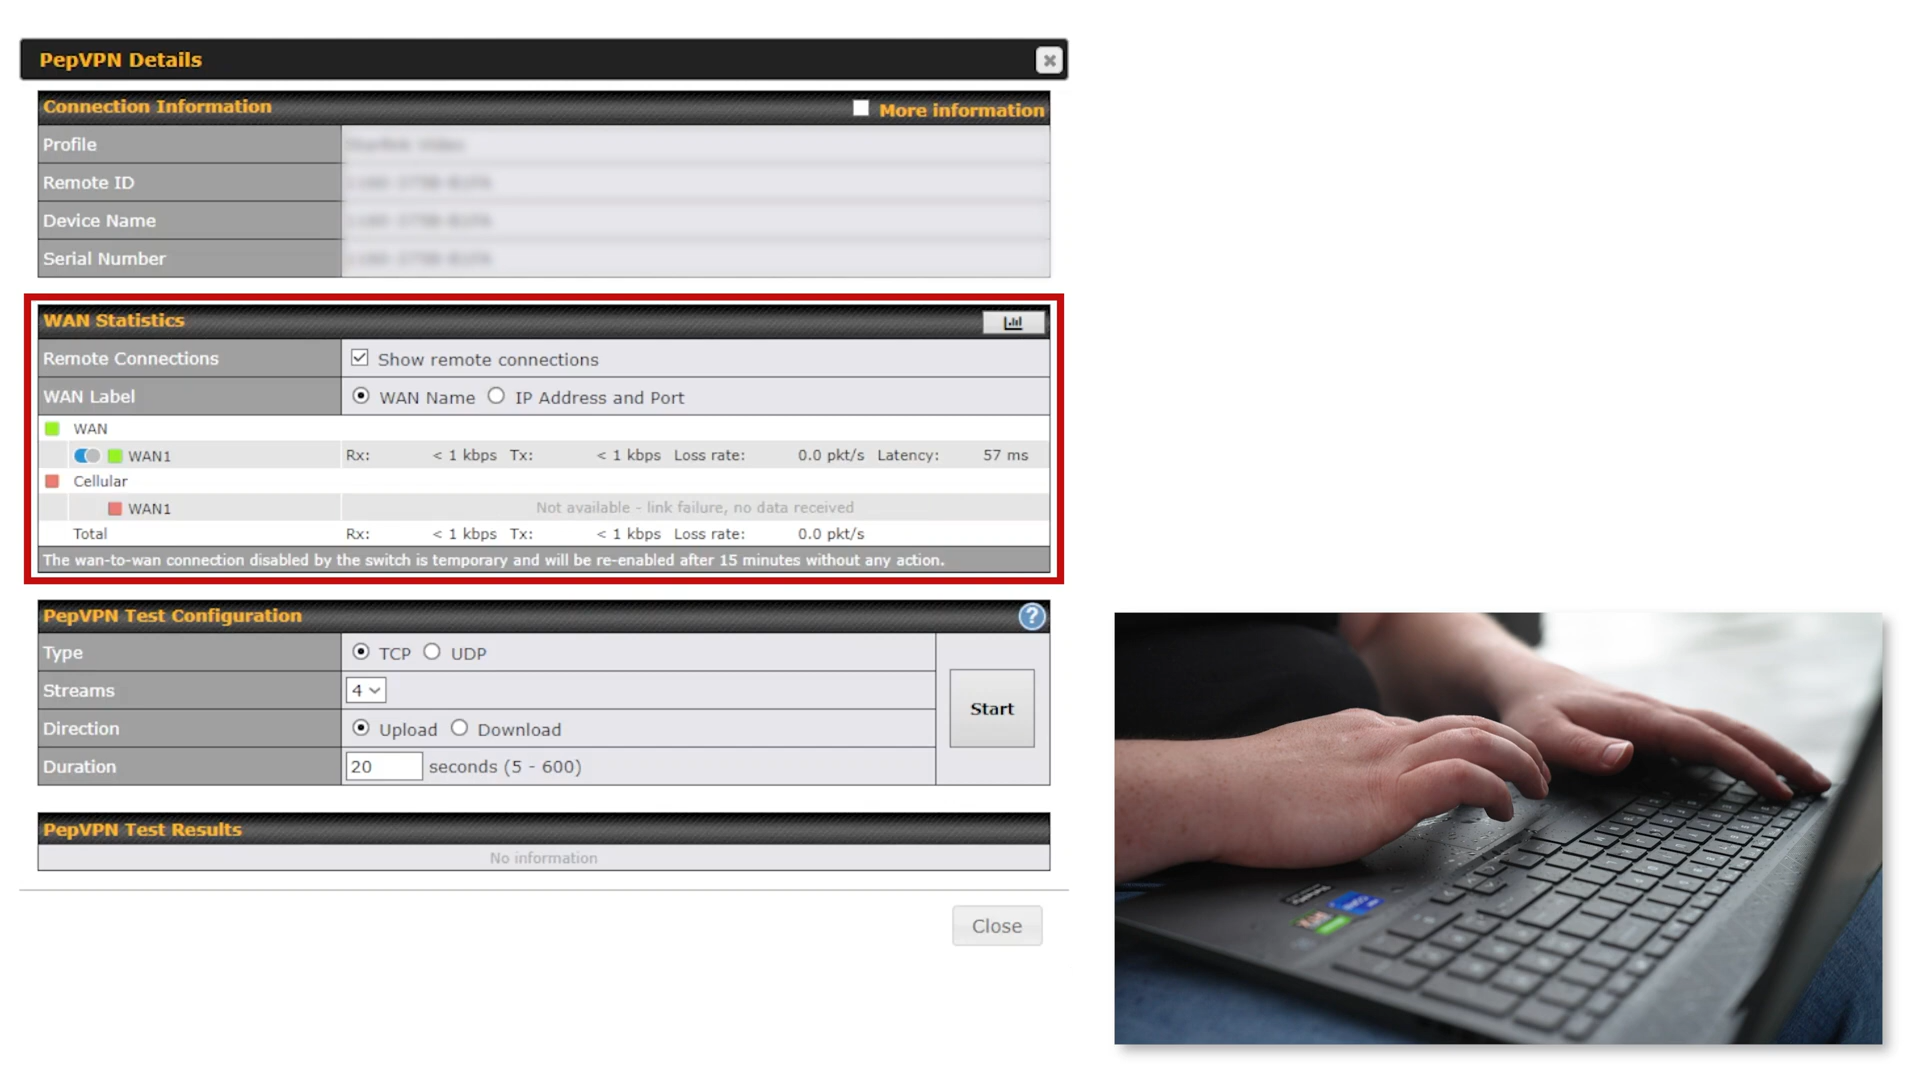 PepVPN Details
Connection Information
More information
Profile
Remote ID
Device Name
Serial Number
WAN Statistics
Remote Connections Show remote connections
WAN Label WAN Name IP Address and Port
WAN
WAN1 Rx: < 1 kbps Tx: < 1 kbps Loss rate: 0.0 pkt/s Latency: 57 ms
Cellular
WAN1 Not available - link failure, no data received
Total Rx: < 1 kbps Tx: < 1 kbps Loss rate: 0.0 pkt/s
The wan-to-wan connection disabled by the switch is temporary and will be re-enabled after 15 minutes without any action.
PepVPN Test Configuration ?
Type TCP UDP
Streams 4
Start
Direction Upload Download
Duration 20 seconds (5 - 600)
PepVPN Test Results
No information
Close